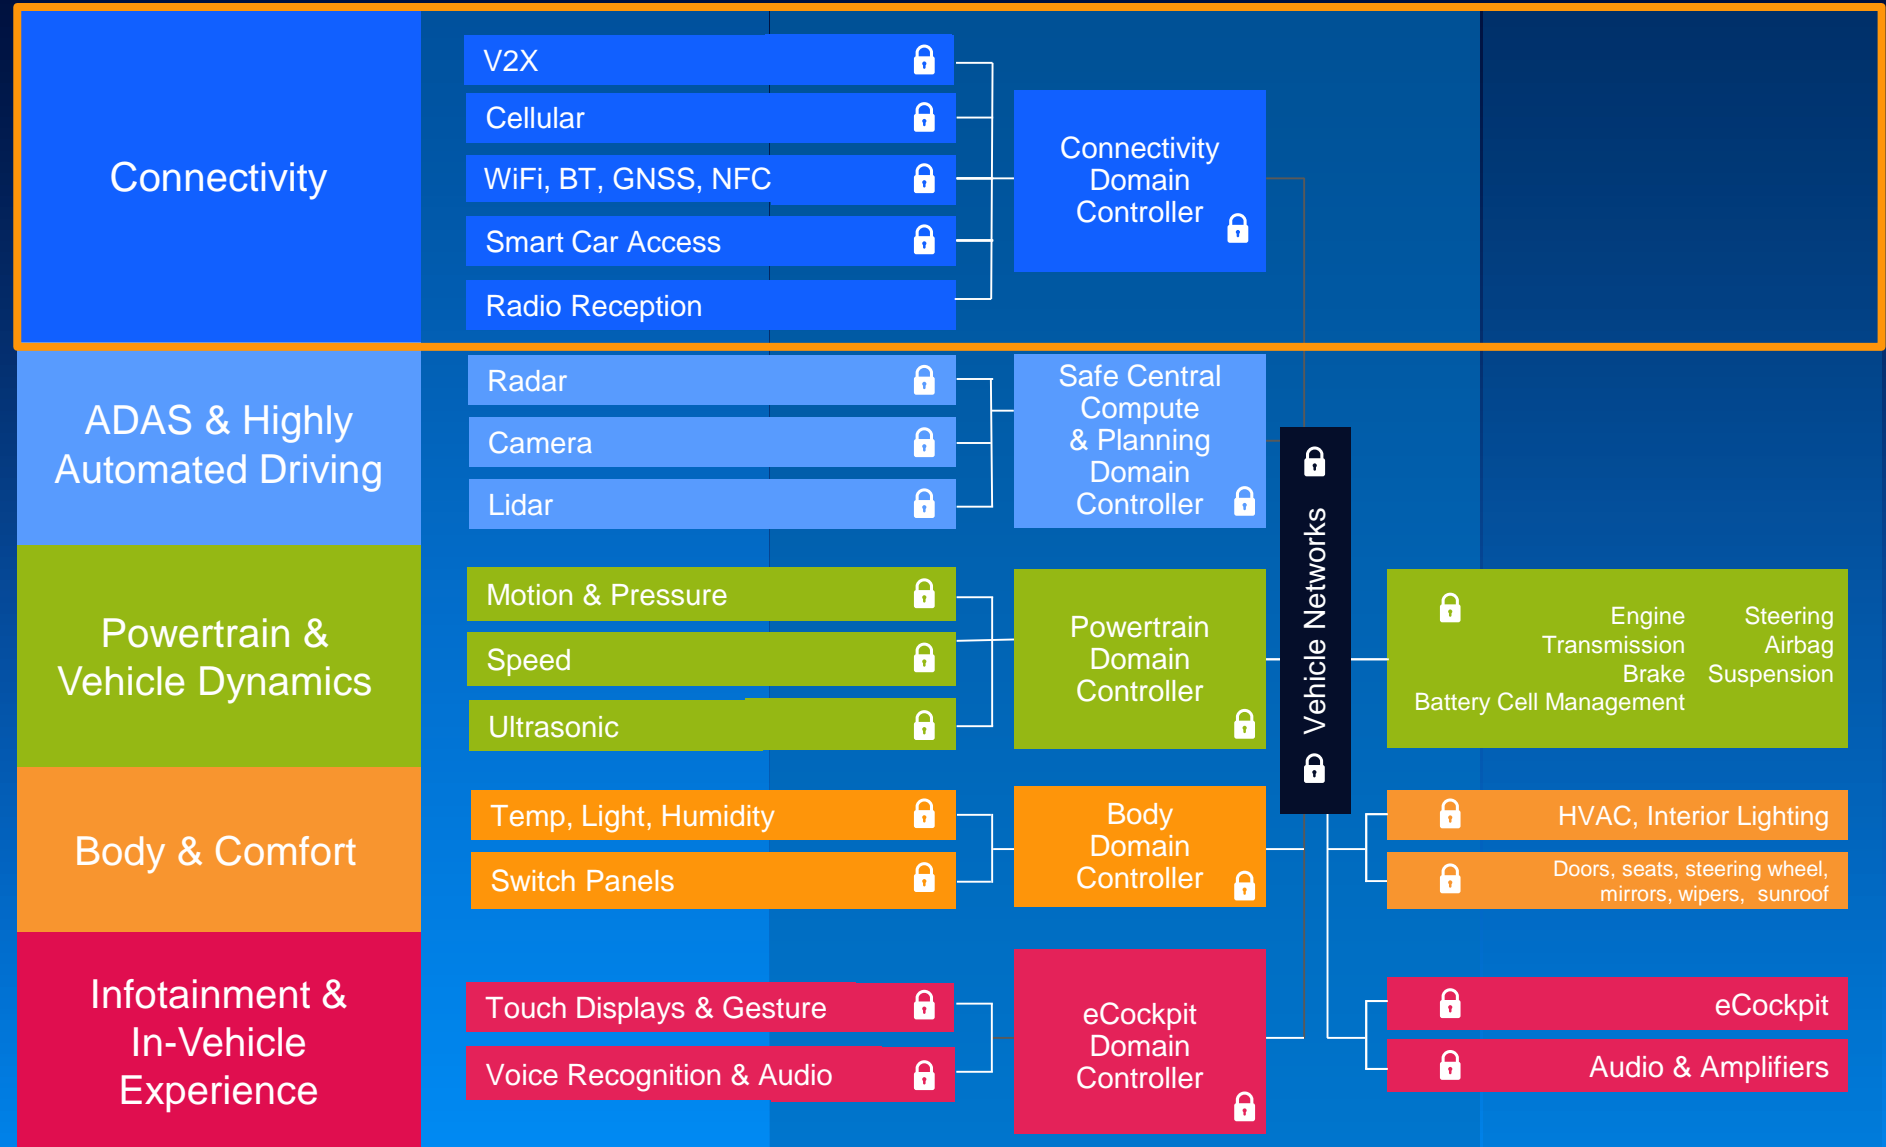 Connectivity
V2X
Cellular
WiFi, BT, GNSS, NFC
Smart Car Access
Radio Reception
Connectivity
Domain
Controller
ADAS & Highly
Automated Driving
Radar
Camera
Lidar
Safe Central
Compute
& Planning
Domain
Controller
Vehicle Networks
Powertrain &
Vehicle Dynamics
Motion & Pressure
Speed
Ultrasonic
Powertrain
Domain
Controller
Engine Steering
Transmission Airbag
Brake Suspension
Battery Cell Management
Body & Comfort
Temp, Light, Humidity
Switch Panels
Body
Domain
Controller
HVAC, Interior Lighting
Doors, seats, steering wheel,
mirrors, wipers, sunroof
Infotainment &
In-Vehicle
Experience
Touch Displays & Gesture
Voice Recognition & Audio
eCockpit
Domain
Controller
eCockpit
Audio & Amplifiers